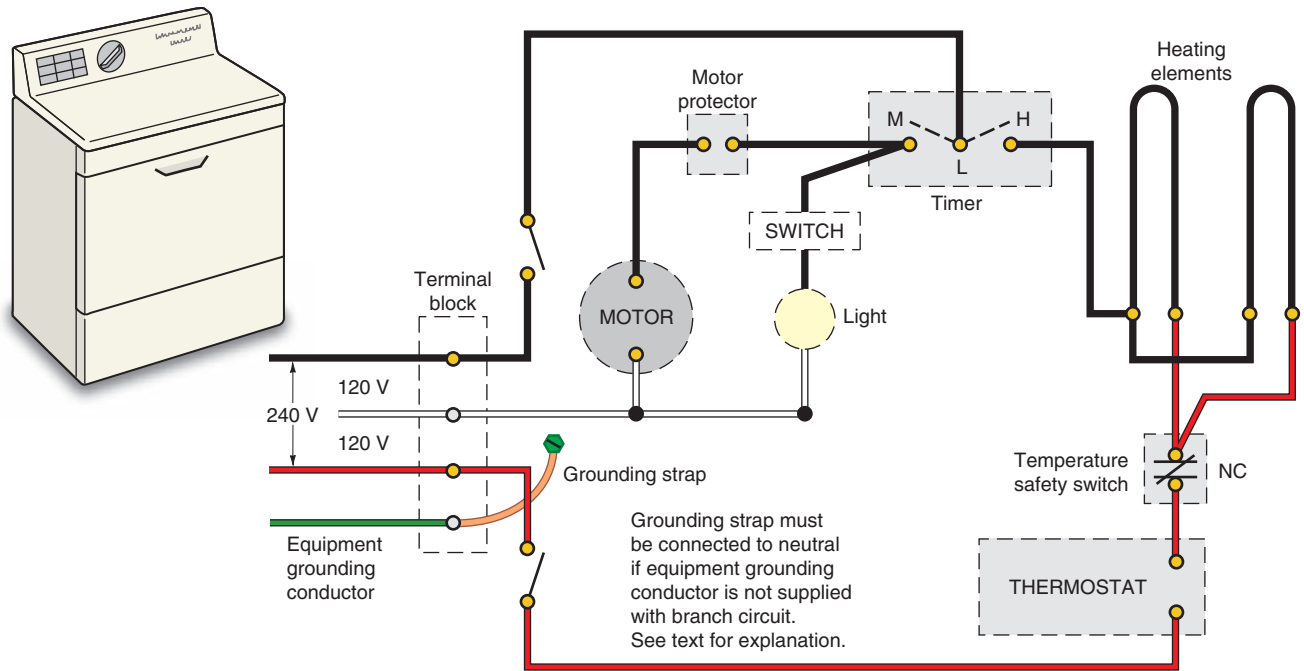 Motor
protector
Heating
elements
M
H
L
Timer
SWITCH
Terminal
block
MOTOR
Light
120 V
240 V
120 V
Grounding strap
Temperature
safety switch
NC
Equipment
grounding
conductor
Grounding strap must
be connected to neutral
if equipment grounding
conductor is not supplied
with branch circuit.
See text for explanation.
THERMOSTAT